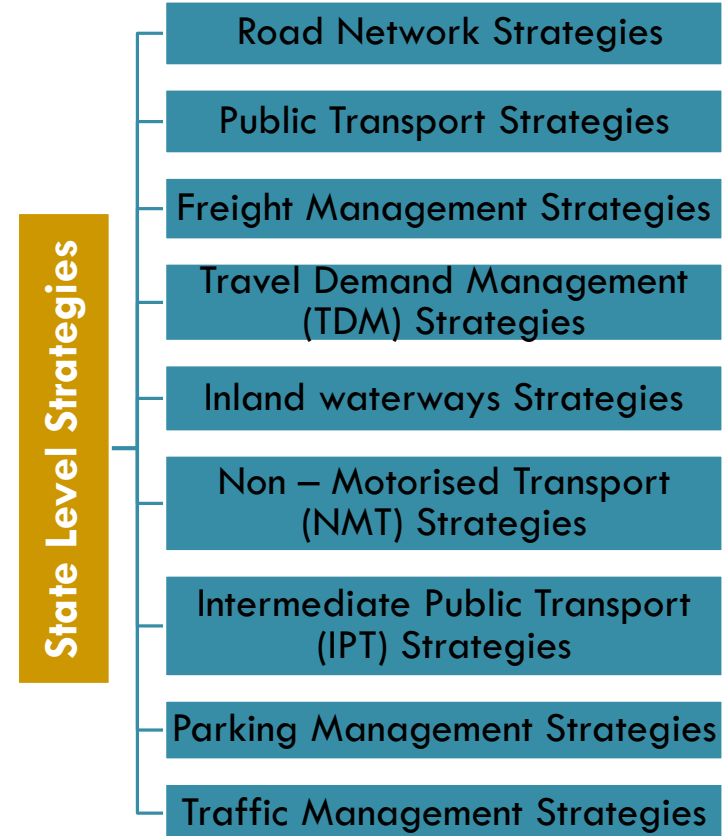 State Level Strategies
Road Network Strategies
Public Transport Strategies
Freight Management Strategies
Travel Demand Management
(TDM) Strategies
Inland waterways Strategies
Non – Motorised Transport
(NMT) Strategies
Intermediate Public Transport
(IPT) Strategies
Parking Management Strategies
Traffic Management Strategies